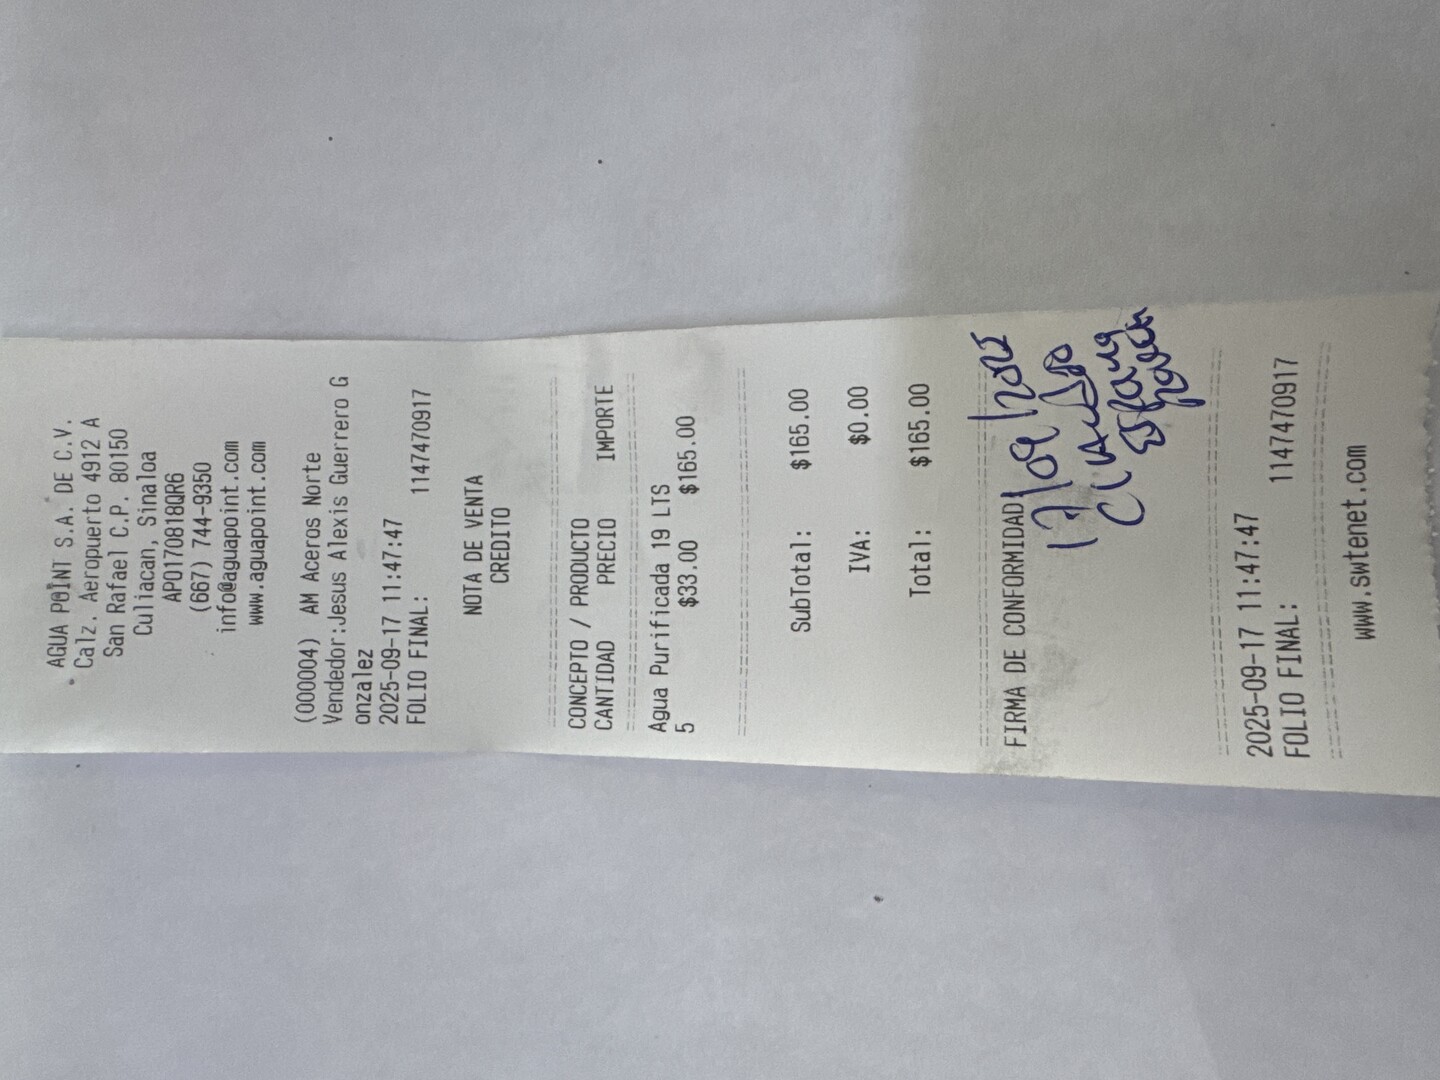 AGUA POINT S.A. DE C.V.
Calz. Aeropuerto 4912 A
San Rafael C.P. 80150
Culiacan, Sinaloa
APO170818QR6
(667) 744-9350
info@aguapoint.com
www.aguapoint.com
(000004) AM Aceros Norte
Vendedor:Jesus Alexis Guerrero G
onzalez
2025-09-17 11:47:47
FOLIO FINAL: 1147470917
NOTA DE VENTA
CREDITO
CONCEPTO / PRODUCTO
CANTIDAD PRECIO IMPORTE
Agua Purificada 19 LTS
5 $33.00 $165.00
SubTotal: $165.00
IVA: $0.00
Total: $165.00
FIRMA DE CONFORMIDAD
17/09/2025
2025-09-17 11:47:47
FOLIO FINAL: 1147470917
www.swtenet.com